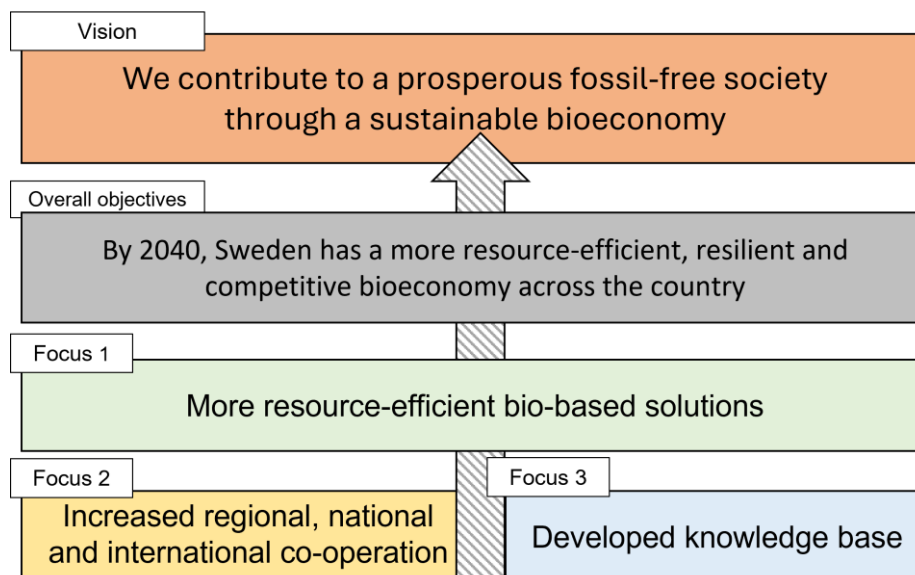 Vision
We contribute to a prosperous fossil-free society
through a sustainable bioeconomy
Overall objectives
By 2040, Sweden has a more resource-efficient, resilient and
competitive bioeconomy across the country
Focus 1
More resource-efficient bio-based solutions
Focus 2
Increased regional, national
and international co-operation
Focus 3
Developed knowledge base